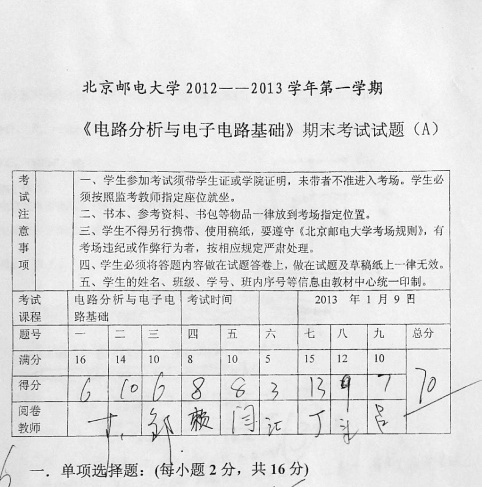 北京邮电大学 2012——2013 学年第一学期
《电路分析与电子电路基础》期末考试试题（A）
考试注意事项
一、学生参加考试须带学生证或学院证明，未带者不准进入考场。学生必
须按照监考教师指定座位就坐。
二、书本、参考资料、书包等物品一律放到考场指定位置。
三、学生不得另行携带、使用稿纸，要遵守《北京邮电大学考场规则》，有
考场违纪或作弊行为者，按相应规定严肃处理。
四、学生必须将答题内容做在试题答卷上，做在试题及草稿纸上一律无效。
五、学生的姓名、班级、学号、班内序号等信息由教材中心统一印制。
考试课程 电路分析与电子电路基础 考试时间 2013 年 1 月 9 日
题号 一 二 三 四 五 六 七 八 九 总分
满分 16 14 10 8 10 5 15 12 10
得分 6 10 6 8 8 3 13 9 7 70
阅卷教师 丁 邹 赖 闫 江 丁 吕
一．单项选择题：(每小题 2 分，共 16 分)